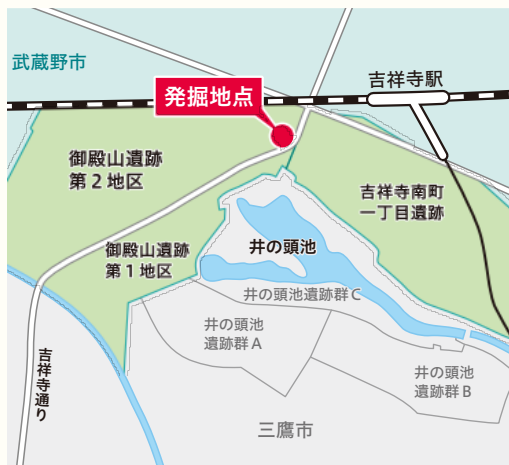 武蔵野市
吉祥寺駅
発掘地点
御殿山遺跡
第2地区
吉祥寺南町
一丁目遺跡
御殿山遺跡
第1地区
井の頭池
井の頭池遺跡群C
井の頭池
遺跡群A
吉祥寺通り
井の頭池
遺跡群B
三鷹市